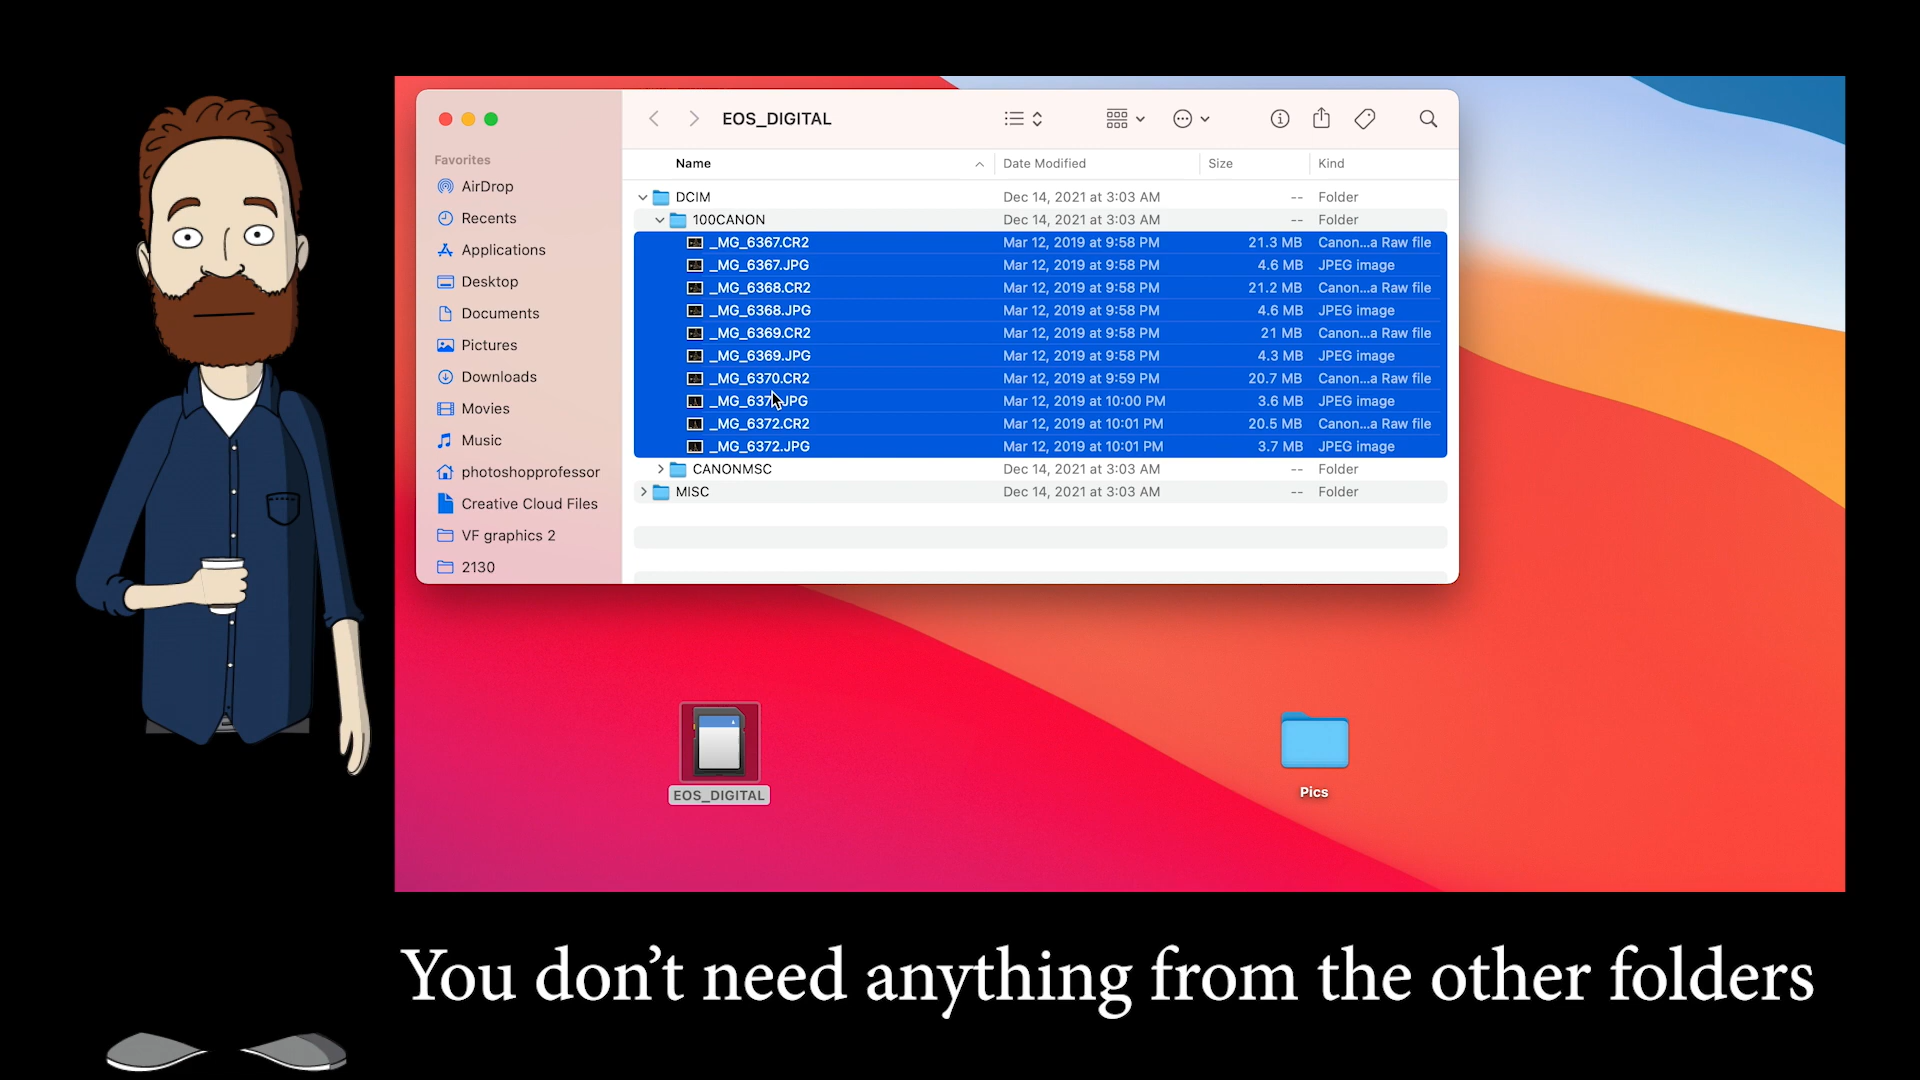 EOS_DIGITAL
Favorites
AirDrop
Recents
Applications
Desktop
Documents
Pictures
Downloads
Movies
Music
photoshopprofessor
Creative Cloud Files
VF graphics 2
2130
Name Date Modified Size Kind
DCIM Dec 14, 2021 at 3:03 AM -- Folder
100CANON Dec 14, 2021 at 3:03 AM -- Folder
_MG_6367.CR2 Mar 12, 2019 at 9:58 PM 21.3 MB Canon...a Raw file
_MG_6367.JPG Mar 12, 2019 at 9:58 PM 4.6 MB JPEG image
_MG_6368.CR2 Mar 12, 2019 at 9:58 PM 21.2 MB Canon...a Raw file
_MG_6368.JPG Mar 12, 2019 at 9:58 PM 4.6 MB JPEG image
_MG_6369.CR2 Mar 12, 2019 at 9:58 PM 21 MB Canon...a Raw file
_MG_6369.JPG Mar 12, 2019 at 9:58 PM 4.3 MB JPEG image
_MG_6370.CR2 Mar 12, 2019 at 9:59 PM 20.7 MB Canon...a Raw file
Mar 12, 2019 at 10:00 PM 3.6 MB JPEG image
_MG_6372.CR2 Mar 12, 2019 at 10:01 PM 20.5 MB Canon...a Raw file
_MG_6372.JPG Mar 12, 2019 at 10:01 PM 3.7 MB JPEG image
CANONMSC Dec 14, 2021 at 3:03 AM -- Folder
MISC Dec 14, 2021 at 3:03 AM -- Folder
EOS_DIGITAL
Pics
You don’t need anything from the other folders